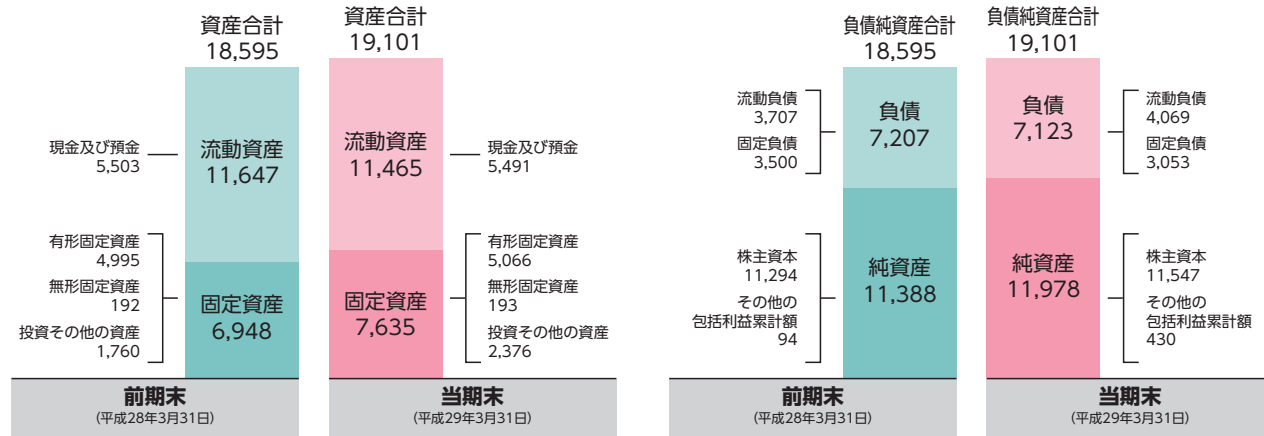 資産合計
18,595
流動資産
11,647
現金及び預金
5,503
有形固定資産
4,995
無形固定資産
192
投資その他の資産
1,760
固定資産
6,948
前期末
(平成28年3月31日)
資産合計
19,101
流動資産
11,465
現金及び預金
5,491
固定資産
7,635
有形固定資産
5,066
無形固定資産
193
投資その他の資産
2,376
当期末
(平成29年3月31日)
負債純資産合計
18,595
流動負債
3,707
固定負債
3,500
負債
7,207
株主資本
11,294
その他の
包括利益累計額
94
純資産
11,388
前期末
(平成28年3月31日)
負債純資産合計
19,101
負債
7,123
流動負債
4,069
固定負債
3,053
純資産
11,978
株主資本
11,547
その他の
包括利益累計額
430
当期末
(平成29年3月31日)